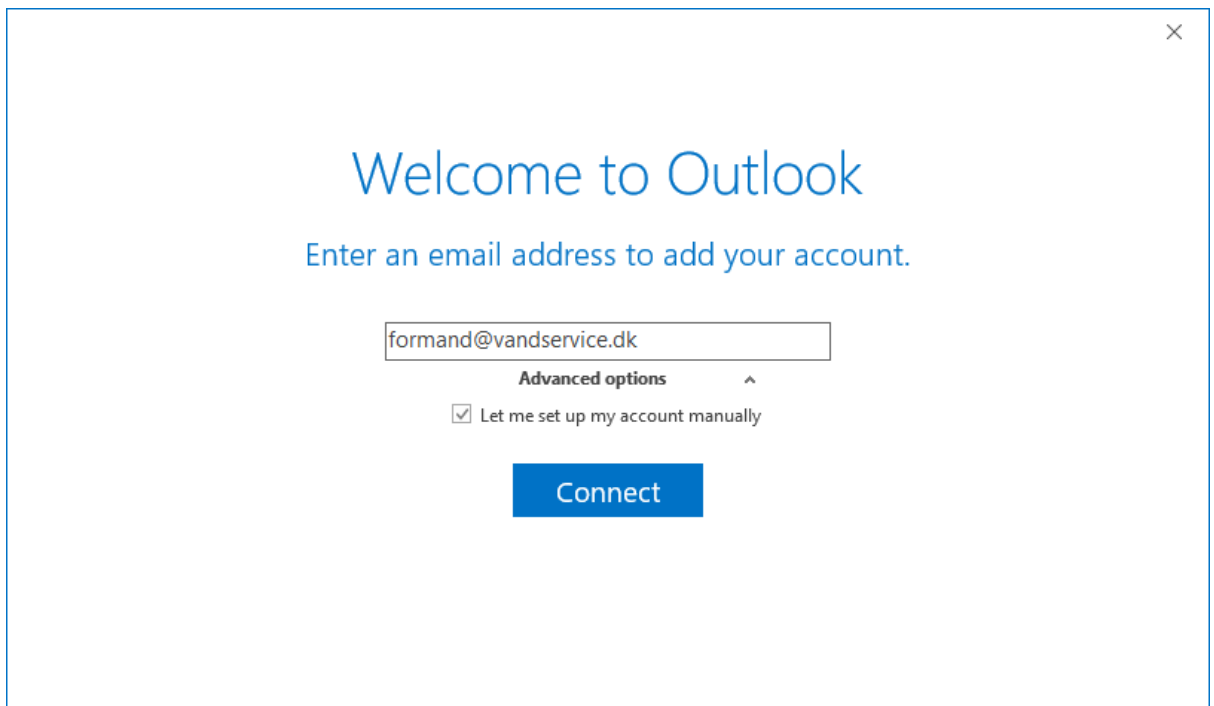 Welcome to Outlook
Enter an email address to add your account.
formand@vandservice.dk
Advanced options
Let me set up my account manually
Connect